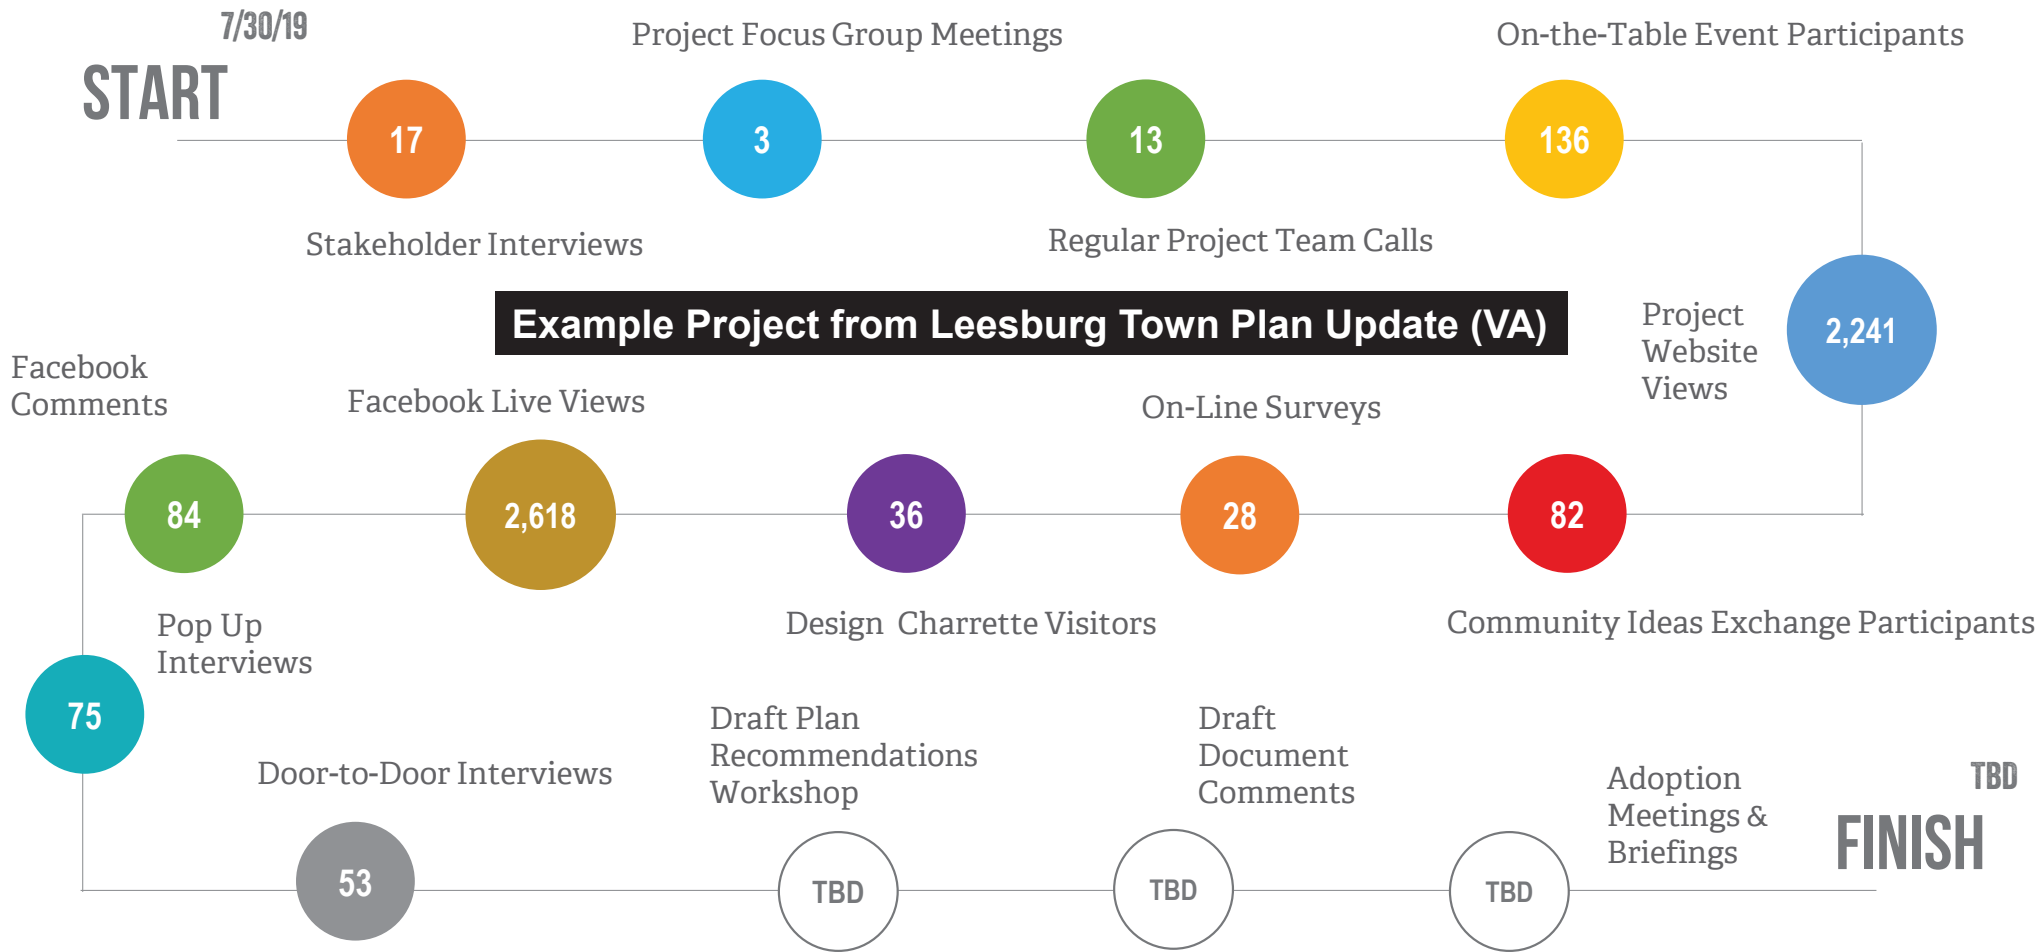 7/30/19
START
Project Focus Group Meetings
On-the-Table Event Participants
17
3
13
136
Stakeholder Interviews
Regular Project Team Calls
Example Project from Leesburg Town Plan Update (VA)
Project
Website
Views
2,241
Facebook
Comments
Facebook Live Views
On-Line Surveys
84
2,618
36
28
82
Pop Up
Interviews
Design Charrette Visitors
Community Ideas Exchange Participants
75
Door-to-Door Interviews
Draft Plan
Recommendations
Workshop
Draft
Document
Comments
Adoption
Meetings &
Briefings
TBD
FINISH
53
TBD
TBD
TBD